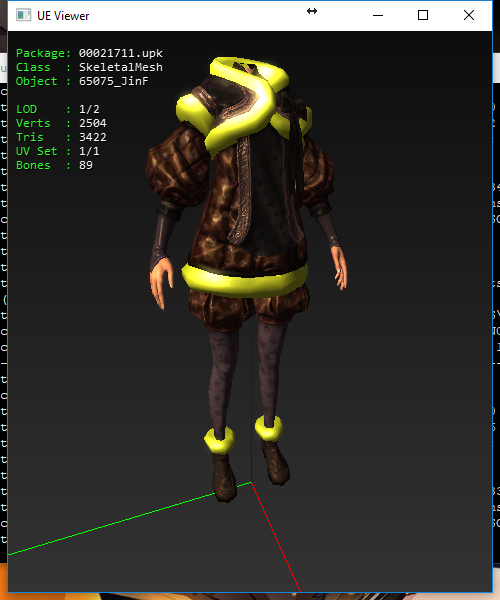 UE Viewer
Package: 00021711.upk
Class : SkeletalMesh
Object : 65075_JinF
LOD : 1/2
Verts : 2504
Tris : 3422
UV Set : 1/1
Bones : 89